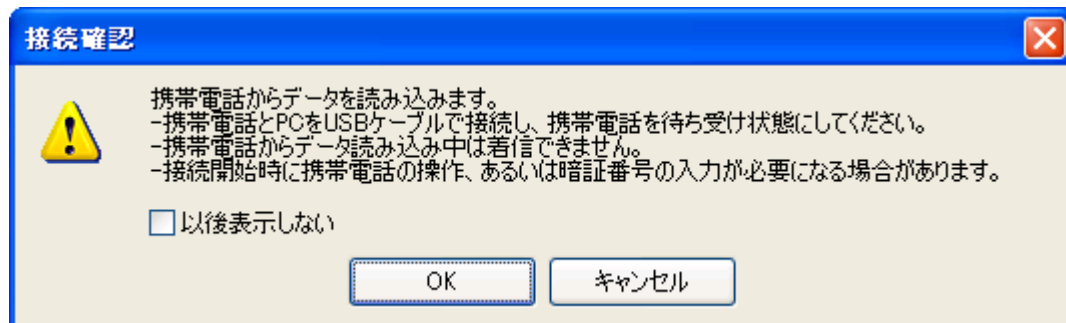 接続確認
携帯電話からデータを読み込みます。
-携帯電話とPCをUSBケーブルで接続し、携帯電話を待ち受け状態にしてください。
-携帯電話からデータ読み込み中は着信できません。
-接続開始時に携帯電話の操作、あるいは暗証番号の入力が必要になる場合があります。
以後表示しない
OK
キャンセル